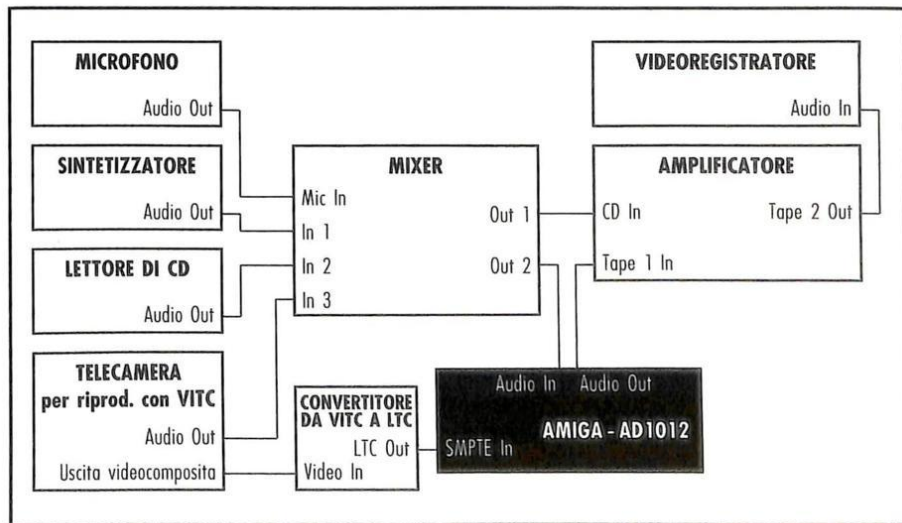 MICROFONO
Audio Out
SINTETIZZATORE
Audio Out
LETTORE DI CD
Audio Out
TELECAMERA
per riprod. con VITC
Audio Out
Uscita videocomposita
MIXER
Mic In
In 1
In 2
In 3
Out 1
Out 2
CONVERTITORE
DA VITC A LTC
LTC Out
Video In
VIDEOREGISTRATORE
Audio In
AMPLIFICATORE
CD In
Tape 2 Out
Tape 1 In
Audio In Audio Out
AMIGA - AD1012
SMPTE In